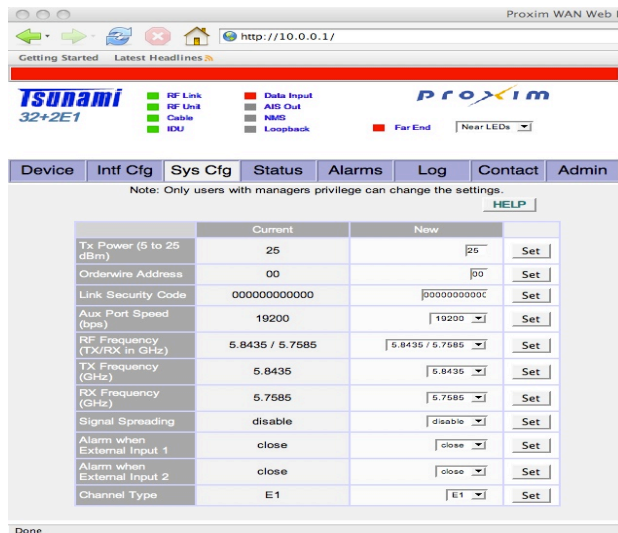 Proxim WAN Web
http://10.0.0.1/
Getting Started Latest Headlines
Tsunami
32+2E1
RF Link Data Input
RF Unit AIS Out
Cable NMS
IDU Loopback
Proxim
Far End Near LEDs
Device Intf Cfg Sys Cfg Status Alarms Log Contact Admin
Note: Only users with managers privilege can change the settings.
HELP
Current New
Tx Power (5 to 25 dBm) 25 25 Set
Orderwire Address 00 00 Set
Link Security Code 000000000000 00000000000 Set
Aux Port Speed (bps) 19200 19200 Set
RF Frequency (TX/RX in GHz) 5.8435 / 5.7585 5.8435 / 5.7585 Set
TX Frequency (GHz) 5.8435 5.8435 Set
RX Frequency (GHz) 5.7585 5.7585 Set
Signal Spreading disable disable Set
Alarm when External Input 1 close close Set
Alarm when External Input 2 close close Set
Channel Type E1 E1 Set
Done